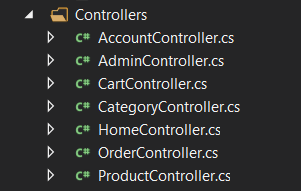 Controllers
C# AccountController.cs
C# AdminController.cs
C# CartController.cs
C# CategoryController.cs
C# HomeController.cs
C# OrderController.cs
C# ProductController.cs